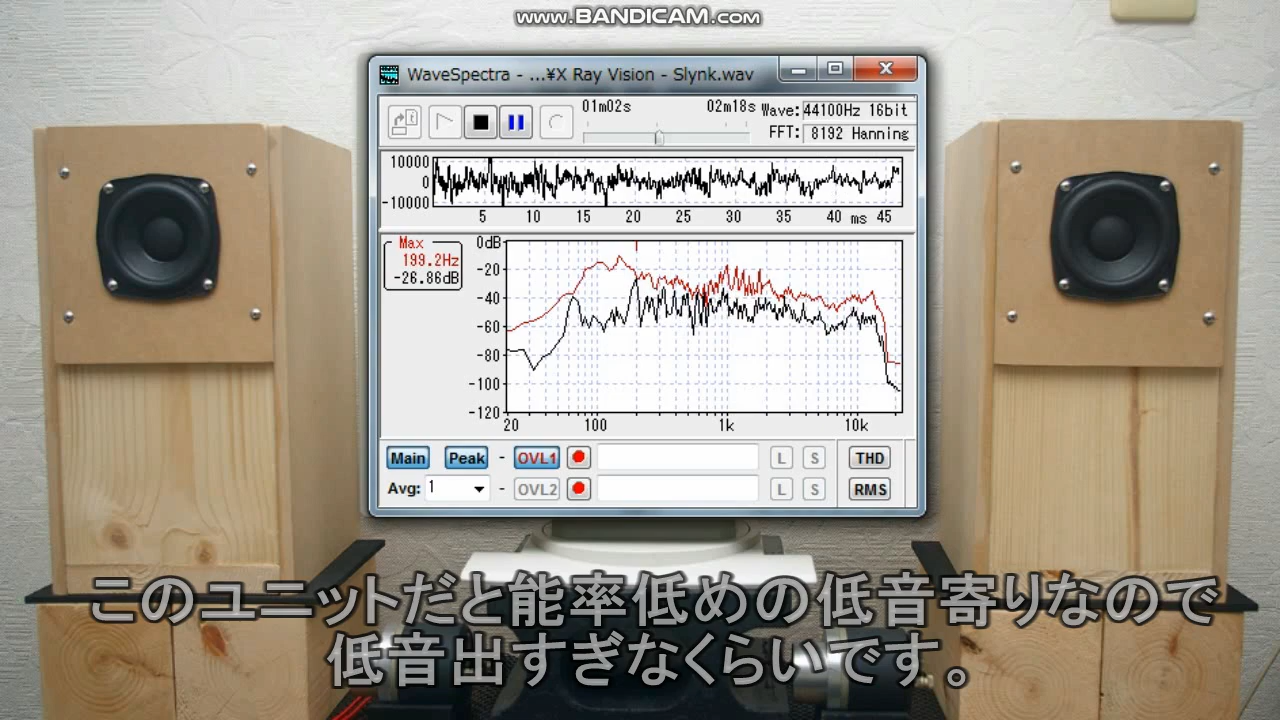 www.BANDICAM.com
WaveSpectra - ...¥X Ray Vision - Slynk.wav
01m02s 02m18s Wave: 44100Hz 16bit
FFT: 8192 Hanning
10000
0
-10000
5 10 15 20 25 30 35 40 ms 45
Max
199.2Hz
-26.86dB
0dB
-20
-40
-60
-80
-100
-120
20 100 1k 10k
Main Peak - OVL1 L S THD
Avg: 1 - OVL2 L S RMS
このユニットだと能率低めの低音寄りなので
低音出すぎなくらいです。